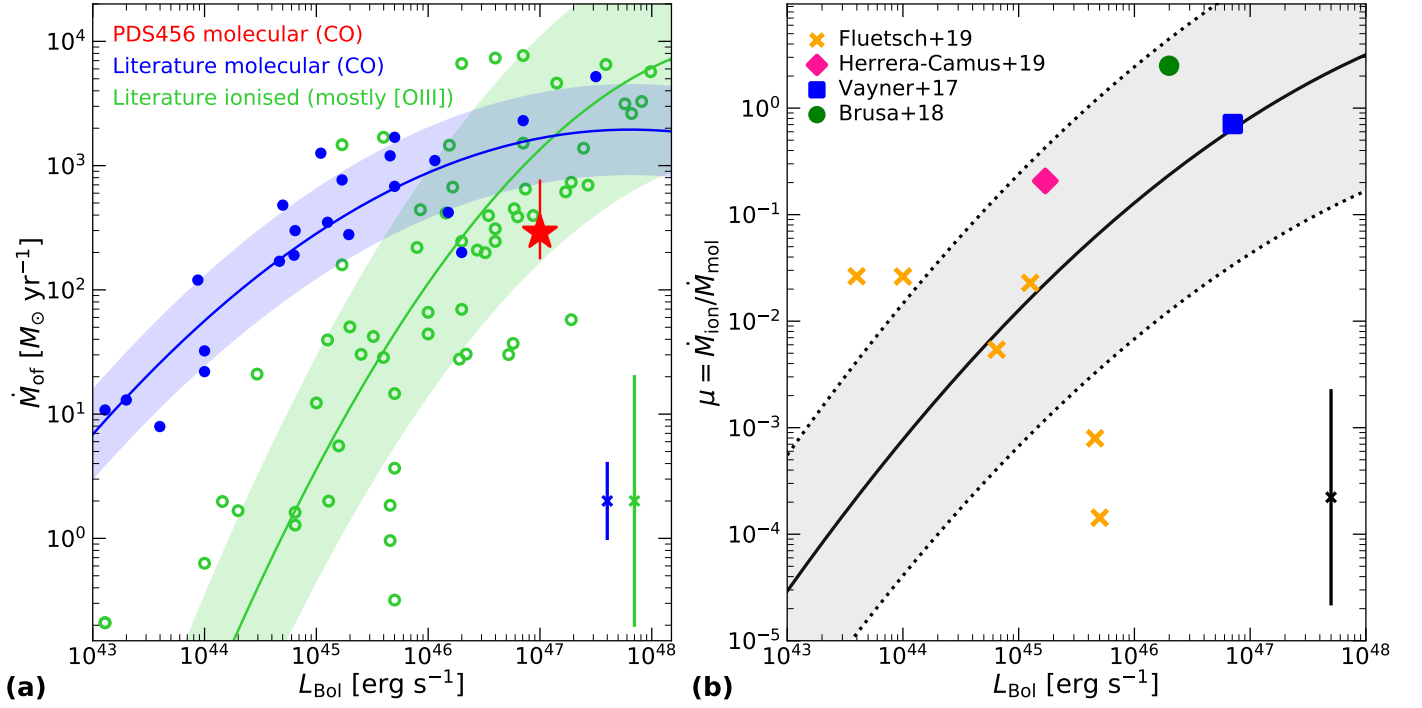 PDS456 molecular (CO)
Literature molecular (CO)
Literature ionised (mostly [OIII])
10⁴
10³
10²
10¹
10⁰
Ṁof [M⊙ yr⁻¹]
10⁴³ 10⁴⁴ 10⁴⁵ 10⁴⁶ 10⁴⁷ 10⁴⁸
LBol [erg s⁻¹]
(a)
Fluetsch+19
Herrera-Camus+19
Vayner+17
Brusa+18
10⁰
10⁻¹
10⁻²
10⁻³
10⁻⁴
10⁻⁵
μ = Ṁion/Ṁmol
10⁴³ 10⁴⁴ 10⁴⁵ 10⁴⁶ 10⁴⁷ 10⁴⁸
LBol [erg s⁻¹]
(b)